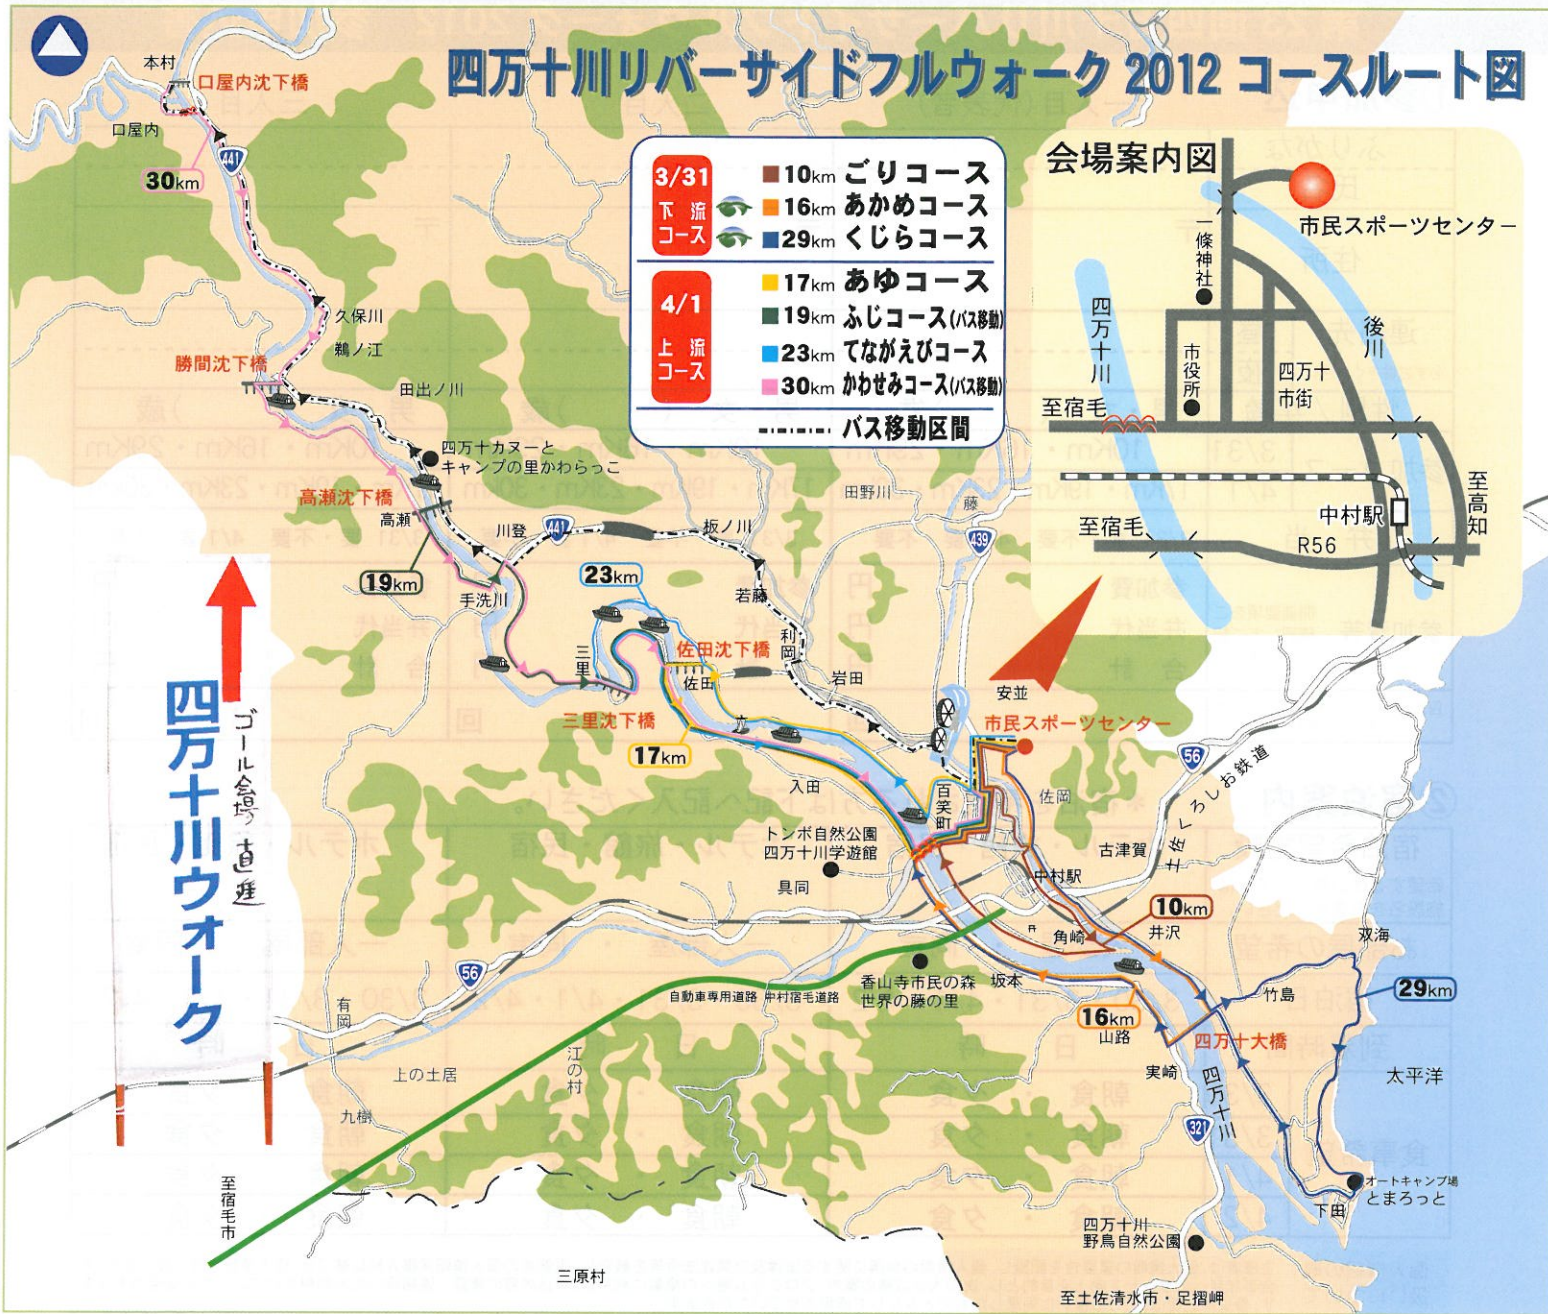 四万十川リバーサイドフルウォーク 2012 コースルート図
本村
口屋内沈下橋
口屋内
441
30km
久保川
鵜ノ江
勝間沈下橋
田出ノ川
四万十カヌーと
キャンプの里かわらっこ
高瀬沈下橋
高瀬
川登
441
板ノ川
田野川
藤
439
19km
手洗川
23km
若藤
利岡
三里
佐田沈下橋
佐田
岩田
三里沈下橋
17km
安並
市民スポーツセンター
入田
百笑町
佐岡
56
土佐くろしお鉄道
古津賀
トンボ自然公園
四万十川学遊館
具同
中村駅
10km
角崎
井沢
双海
29km
竹島
坂本
香山寺市民の森
世界の藤の里
自動車専用道路 中村宿毛道路
56
有岡
16km
山路
四万十大橋
実崎
四万十川
太平洋
上の土居
江の村
九樹
321
オートキャンプ場
とまろっと
下田
至宿毛市
四万十川
野鳥自然公園
三原村
至土佐清水市・足摺岬
3/31
下流
コース
10km ごりコース
16km あかめコース
29km くじらコース
4/1
上流
コース
17km あゆコース
19km ふじコース(バス移動)
23km てながえびコース
30km かわせみコース(バス移動)
バス移動区間
会場案内図
市民スポーツセンター
一條神社
四万十川
後川
市役所
四万十
市街
至宿毛
至高知
中村駅
至宿毛
R56
四万十川ウォーク
ゴール会場直進